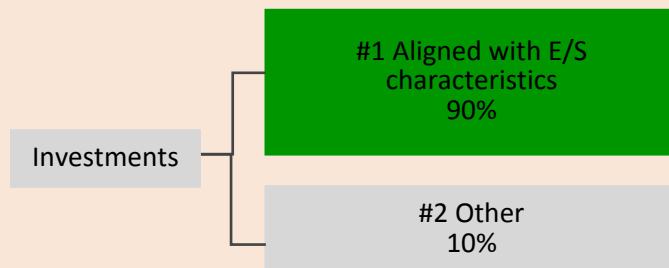 #1 Aligned with E/S
characteristics
90%
Investments
#2 Other
10%